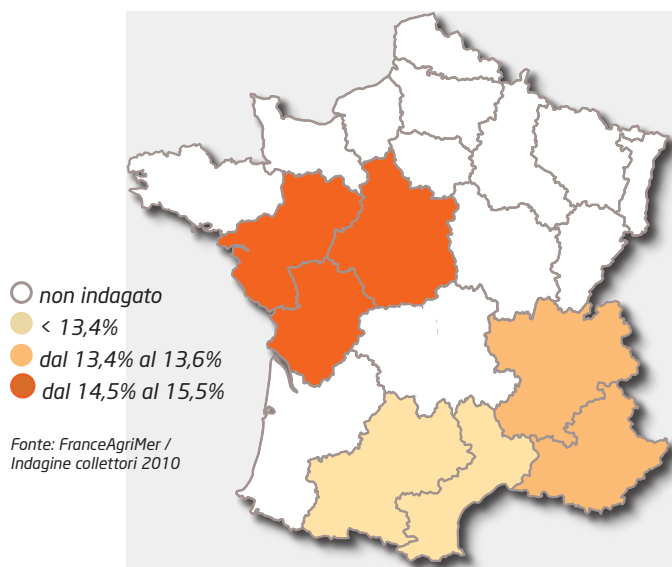 non indagato
< 13,4%
dal 13,4% al 13,6%
dal 14,5% al 15,5%
Fonte: FranceAgriMer /
Indagine collettori 2010